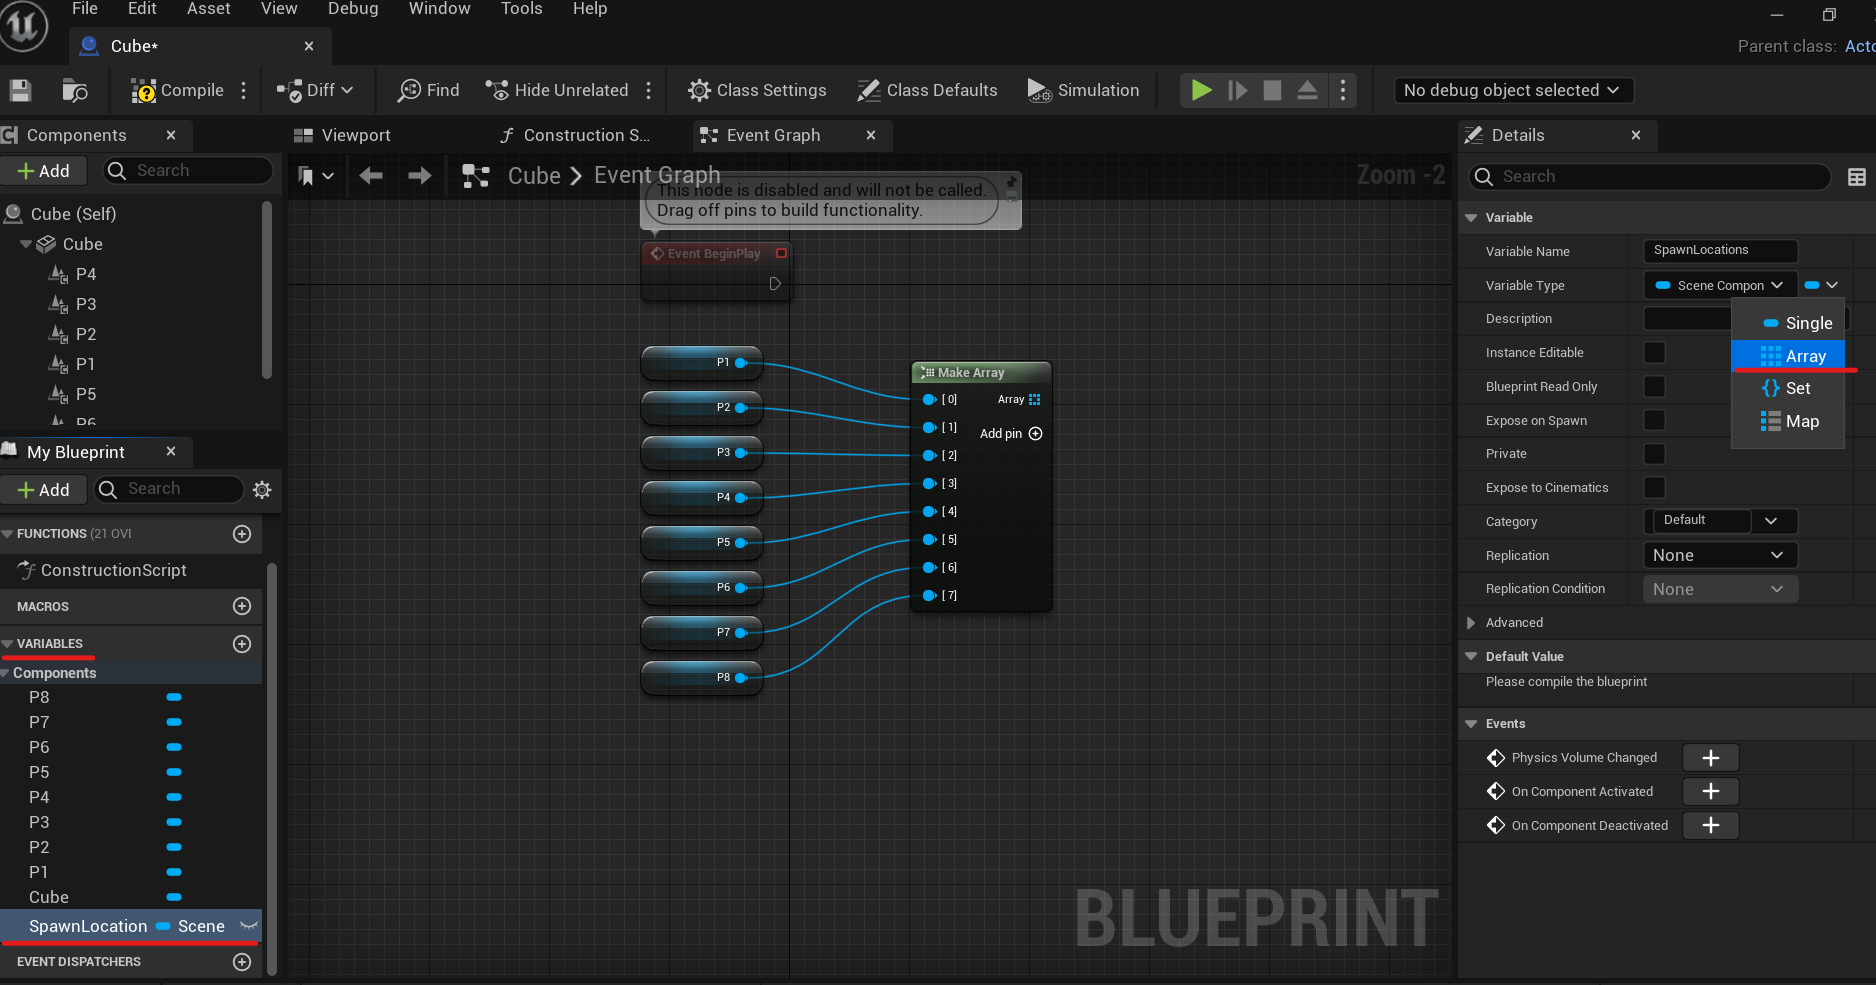 File Edit Asset View Debug Window Tools Help
Cube*
Parent class: Acto
Compile Diff Find Hide Unrelated Class Settings Class Defaults Simulation No debug object selected
Components
Add Search
Cube (Self)
Cube
P4
P3
P2
P1
P5
P6
My Blueprint
Add Search
FUNCTIONS (21 OVE
ConstructionScript
MACROS
VARIABLES
Components
P8
P7
P6
P5
P4
P3
P2
P1
Cube
SpawnLocation Scene
EVENT DISPATCHERS
Viewport Construction S... Event Graph
Cube > Event Graph Zoom -2
This node is disabled and will not be called.
Drag off pins to build functionality.
Event BeginPlay
P1
P2
P3
P4
P5
P6
P7
P8
Make Array
[0] Array
[1] Add pin
[2]
[3]
[4]
[5]
[6]
[7]
BLUEPRINT
Details
Search
Variable
Variable Name SpawnLocations
Variable Type Scene Compon
Description
Instance Editable
Blueprint Read Only
Expose on Spawn
Private
Expose to Cinematics
Category Default
Replication None
Replication Condition None
Advanced
Default Value
Please compile the blueprint
Events
Physics Volume Changed
On Component Activated
On Component Deactivated
Single
Array
Set
Map